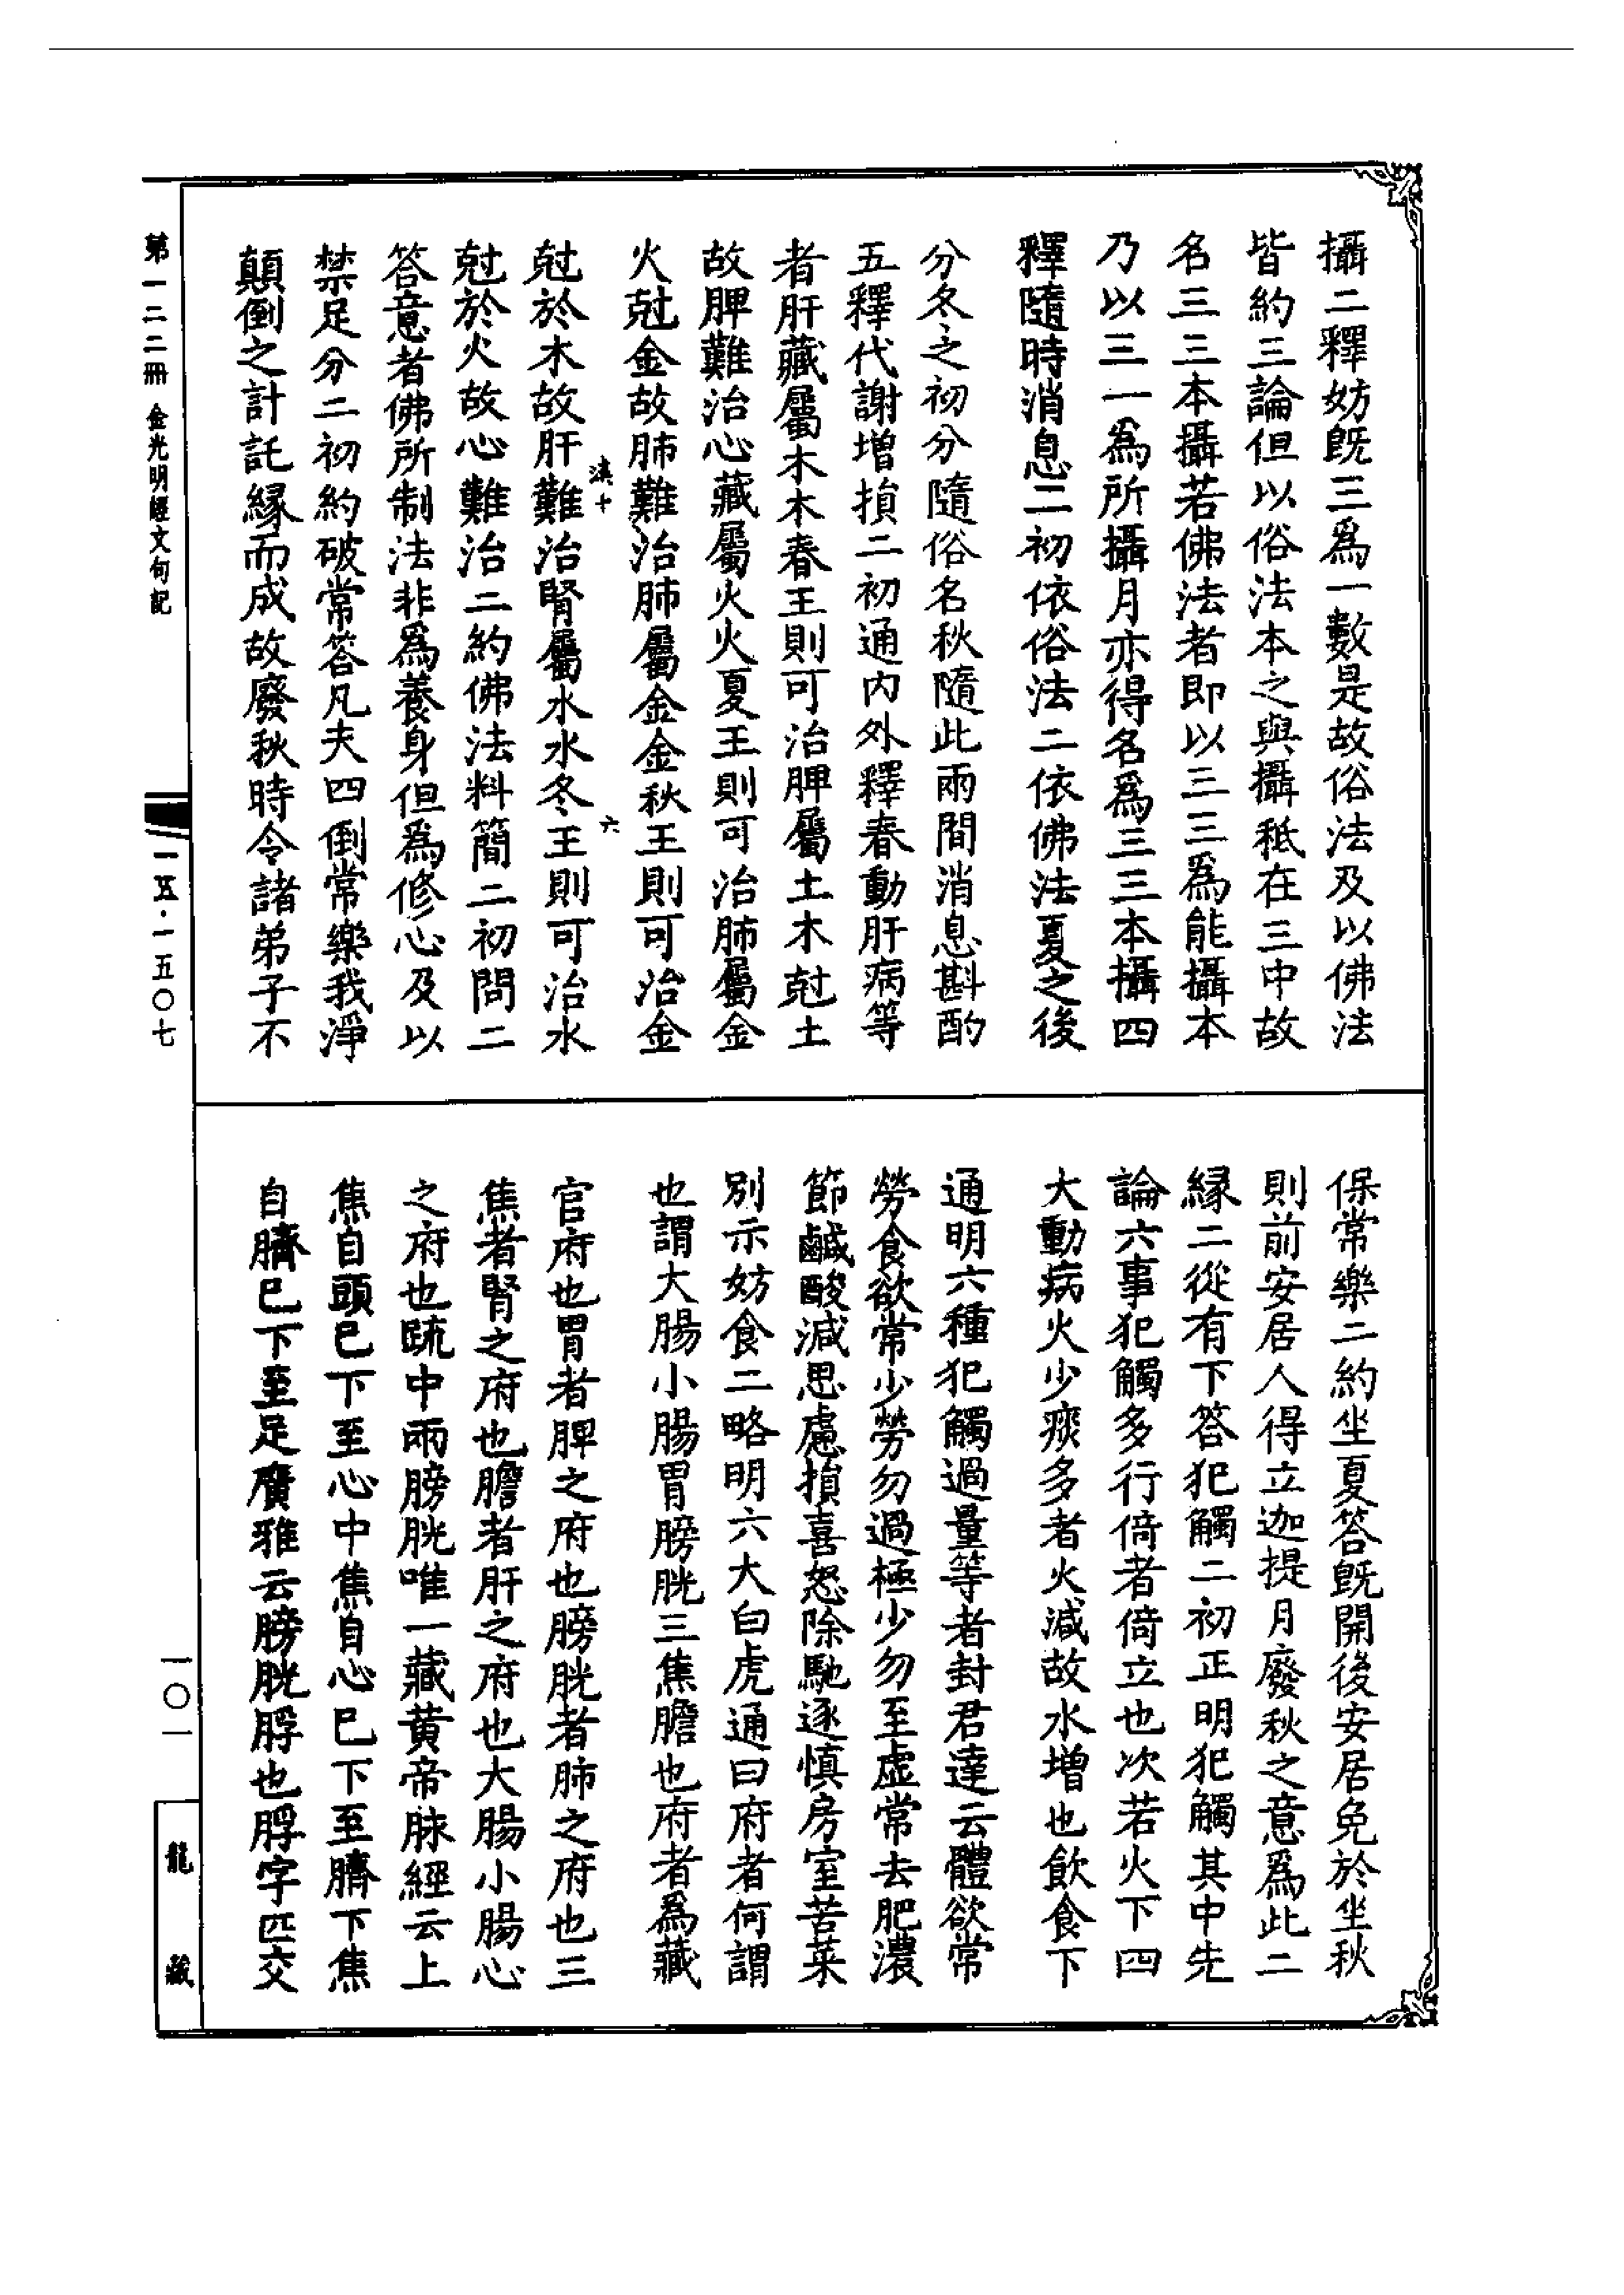 攝二釋妨旣三爲一數是故俗法及以佛法
皆約三論但以俗法本之與攝秖在三中故
名三三本攝若佛法者即以三三爲能攝本
乃以三一爲所攝月亦得名爲三三本攝四
釋隨時消息二初依俗法二依佛法夏之後
分冬之初分隨俗名秋隨此兩間消息斟酌
五釋代謝增損二初通内外釋春動肝病等
者肝藏屬木木春王則可治脾屬土木尅土
故脾難治心藏屬火火夏王則可治肺屬金
火尅金故肺難治肺屬金金秋王則可治金
尅於木故肝難治腎屬水水冬王則可治水
尅於火故心難治二約佛法料簡二初問二
答意者佛所制法非爲養身但爲修心及以
禁足分二初約破常答凡夫四倒常樂我淨
顛倒之計託縁而成故廢秋時令諸弟子不
滇十
六
保常樂二約坐夏答旣開後安居免於坐秋
則前安居人得立迦提月廢秋之意爲此二
縁二從有下答犯觸二初正明犯觸其中先
論六事犯觸多行倚者倚立也次若火下四
大動病火少痰多者火減故水增也飲食下
通明六種犯觸過量等者封君達云體欲常
勞食欲常少勞勿過極少勿至虛常去肥濃
節鹹酸減思慮損喜怒除馳逐慎房室苦菜
別示妨食二略明六大白虎通曰府者何謂
也謂大腸小腸胃膀胱三焦膽也府者爲藏
官府也胃者脾之府也膀胱者肺之府也三
焦者腎之府也膽者肝之府也大腸小腸心
之府也䟽中兩膀胱唯一藏黄帝脉經云上
焦自頭已下至心中焦自心已下至臍下焦
自臍已下至足廣雅云膀胱脬也脬字匹交
第一二二冊 金光明經文句記
一五·一五〇七
一〇一
龍藏